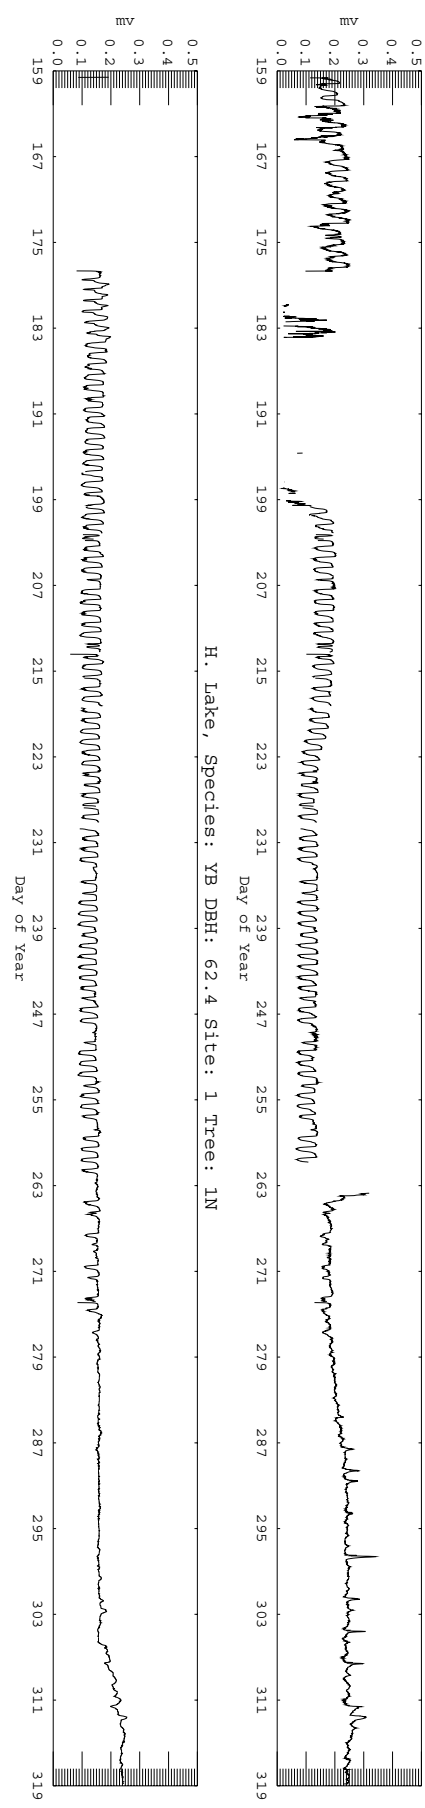 mv
0.5
0.4
0.3
0.2
0.1
0.0
159 167 175 183 191 199 207 215 223 231 239 247 255 263 271 279 287 295 303 311 319
Day of Year
H. Lake, Species: YB DBH: 62.4 Site: 1 Tree: 1N
mv
0.5
0.4
0.3
0.2
0.1
0.0
159 167 175 183 191 199 207 215 223 231 239 247 255 263 271 279 287 295 303 311 319
Day of Year